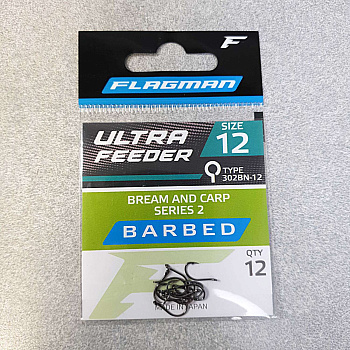 F
FLAGMAN
ULTRA
FEEDER
SIZE
12
TYPE
302BN-12
BREAM AND CARP
SERIES 2
BARBED
QTY
12
MADE IN JAPAN